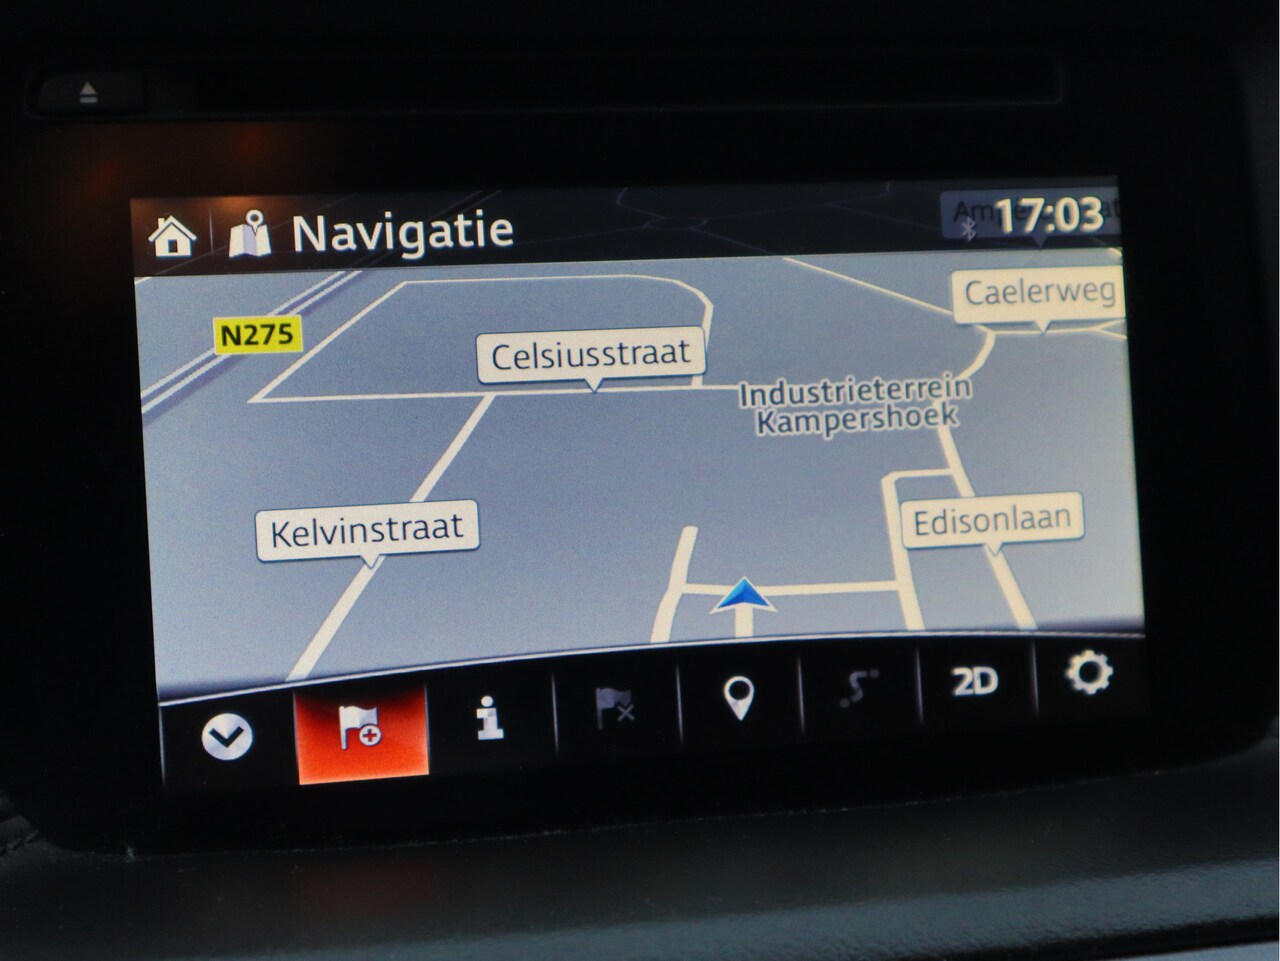 Navigatie
17:03
Caelerweg
N275
Celsiusstraat
Industrieterrein
Kampershoek
Kelvinstraat
Edisonlaan
2D